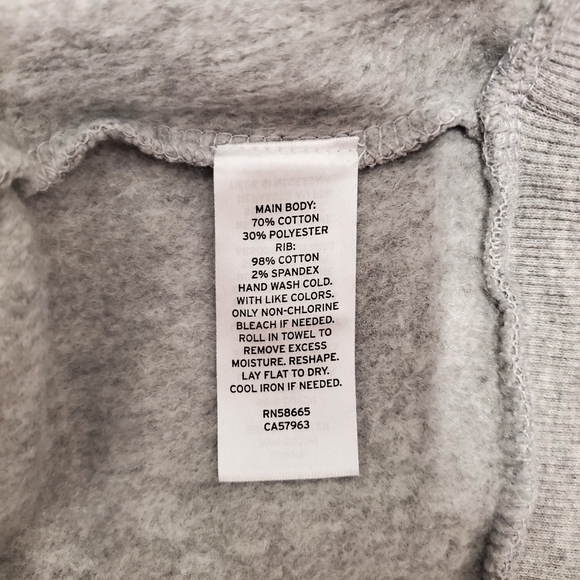 MAIN BODY:
70% COTTON
30% POLYESTER
RIB:
98% COTTON
2% SPANDEX
HAND WASH COLD.
WITH LIKE COLORS.
ONLY NON-CHLORINE
BLEACH IF NEEDED.
ROLL IN TOWEL TO
REMOVE EXCESS
MOISTURE. RESHAPE.
LAY FLAT TO DRY.
COOL IRON IF NEEDED.
RN58665
CA57963